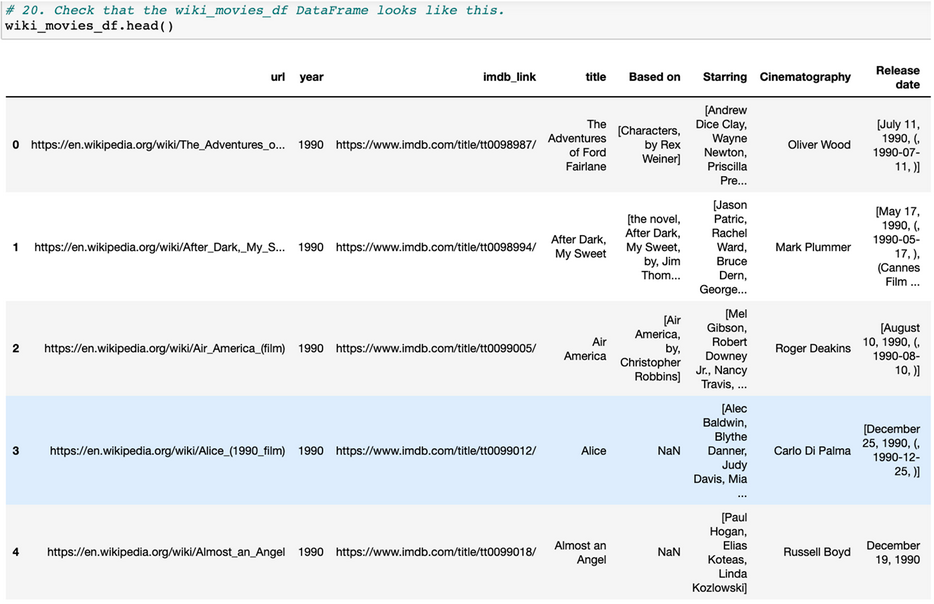 # 20. Check that the wiki_movies_df DataFrame looks like this.
wiki_movies_df.head()
url year imdb_link title Based on Starring Cinematography Release date
0 https://en.wikipedia.org/wiki/The_Adventures_o... 1990 https://www.imdb.com/title/tt0098987/ The Adventures of Ford Fairlane [Characters, by Rex Weiner] [Andrew Dice Clay, Wayne Newton, Priscilla Pre... Oliver Wood [July 11, 1990, (, 1990-07-11, )]
1 https://en.wikipedia.org/wiki/After_Dark,_My_S... 1990 https://www.imdb.com/title/tt0098994/ After Dark, My Sweet [the novel, After Dark, My Sweet, by, Jim Thom... [Jason Patric, Rachel Ward, Bruce Dern, George... Mark Plummer [May 17, 1990, (, 1990-05-17, ), (Cannes Film ...
2 https://en.wikipedia.org/wiki/Air_America_(film) 1990 https://www.imdb.com/title/tt0099005/ Air America [Air America, by, Christopher Robbins] [Mel Gibson, Robert Downey Jr., Nancy Travis, ... Roger Deakins [August 10, 1990, (, 1990-08-10, )]
3 https://en.wikipedia.org/wiki/Alice_(1990_film) 1990 https://www.imdb.com/title/tt0099012/ Alice NaN [Alec Baldwin, Blythe Danner, Judy Davis, Mia ... Carlo Di Palma [December 25, 1990, (, 1990-12-25, )]
4 https://en.wikipedia.org/wiki/Almost_an_Angel 1990 https://www.imdb.com/title/tt0099018/ Almost an Angel NaN [Paul Hogan, Elias Koteas, Linda Kozlowski] Russell Boyd December 19, 1990